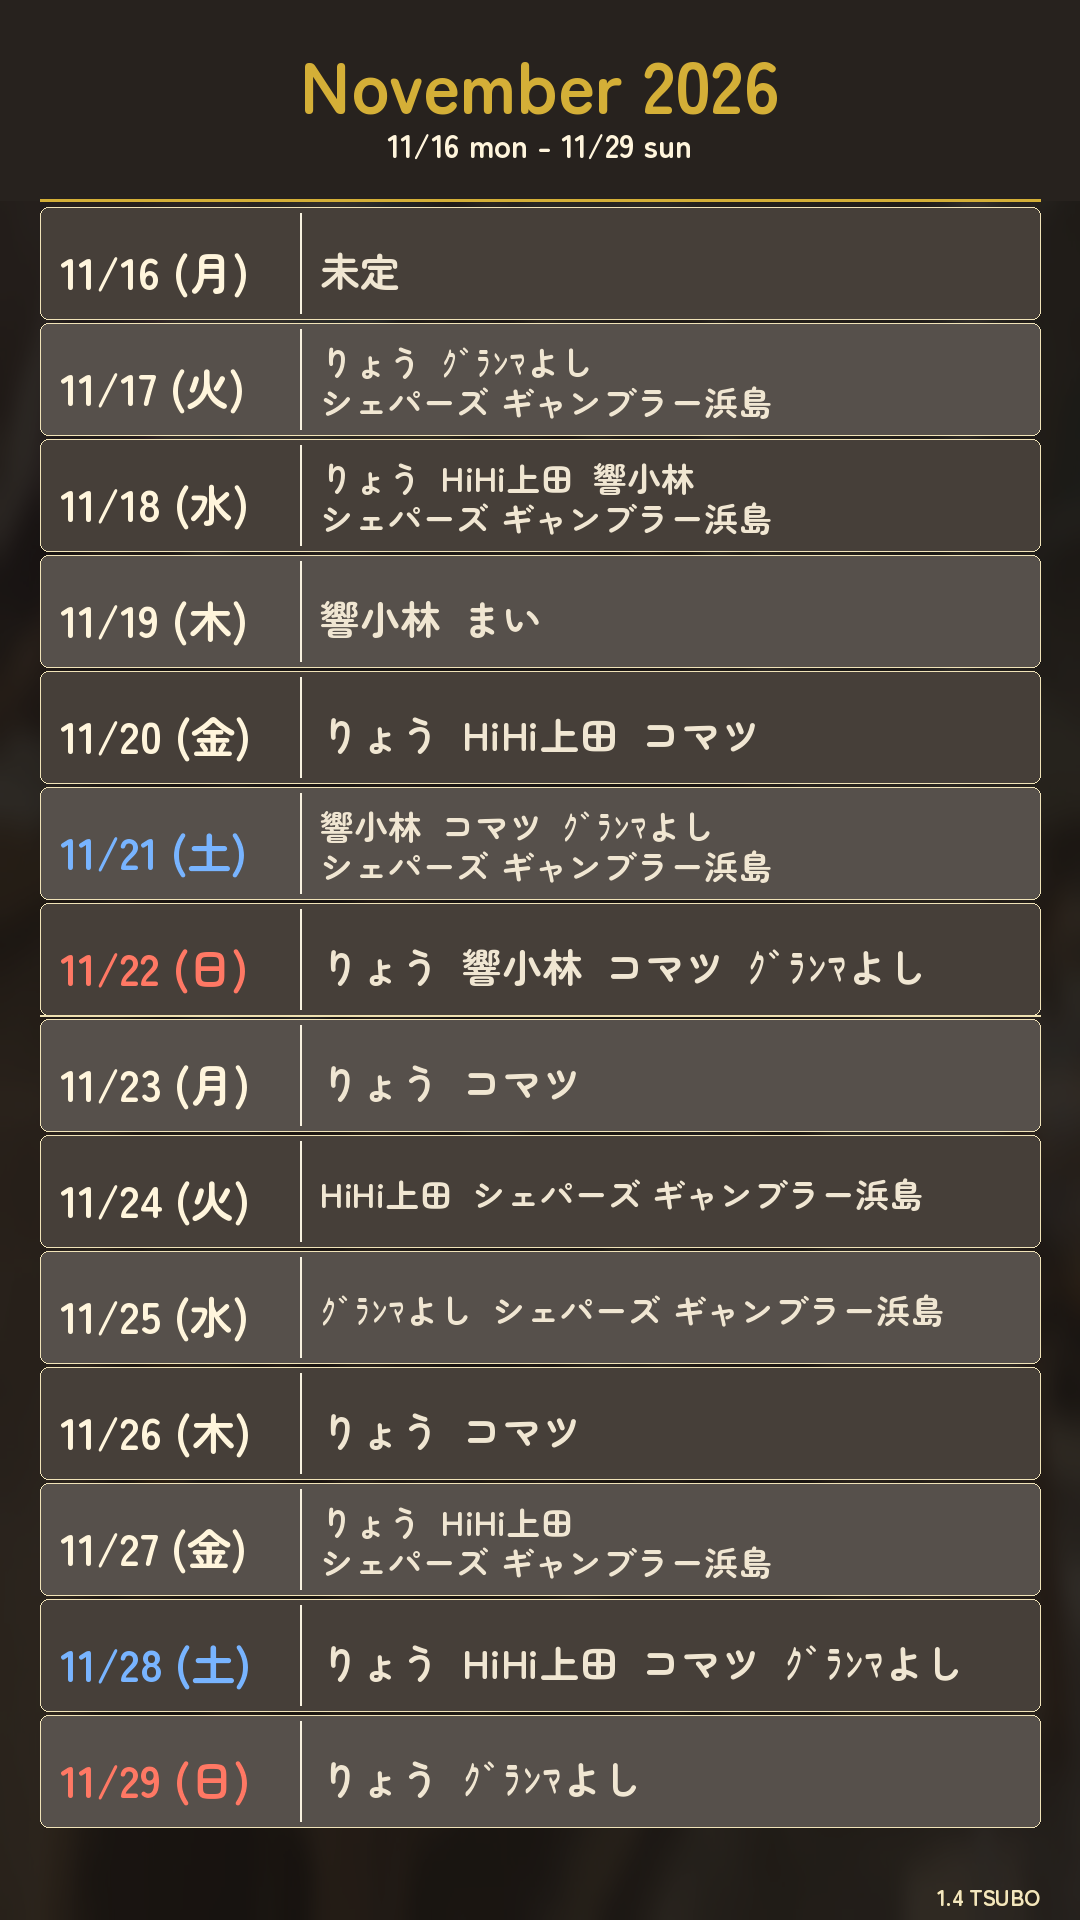 November 2026
11/16 mon - 11/29 sun
11/16 (月) 未定
11/17 (火) りょう ｸﾞﾗﾝﾏよし
シェパーズ ギャンブラー浜島
11/18 (水) りょう HiHi上田 響小林
シェパーズ ギャンブラー浜島
11/19 (木) 響小林 まい
11/20 (金) りょう HiHi上田 コマツ
11/21 (土) 響小林 コマツ ｸﾞﾗﾝﾏよし
シェパーズ ギャンブラー浜島
11/22 (日) りょう 響小林 コマツ ｸﾞﾗﾝﾏよし
11/23 (月) りょう コマツ
11/24 (火) HiHi上田 シェパーズ ギャンブラー浜島
11/25 (水) ｸﾞﾗﾝﾏよし シェパーズ ギャンブラー浜島
11/26 (木) りょう コマツ
11/27 (金) りょう HiHi上田
シェパーズ ギャンブラー浜島
11/28 (土) りょう HiHi上田 コマツ ｸﾞﾗﾝﾏよし
11/29 (日) りょう ｸﾞﾗﾝﾏよし
1.4 TSUBO